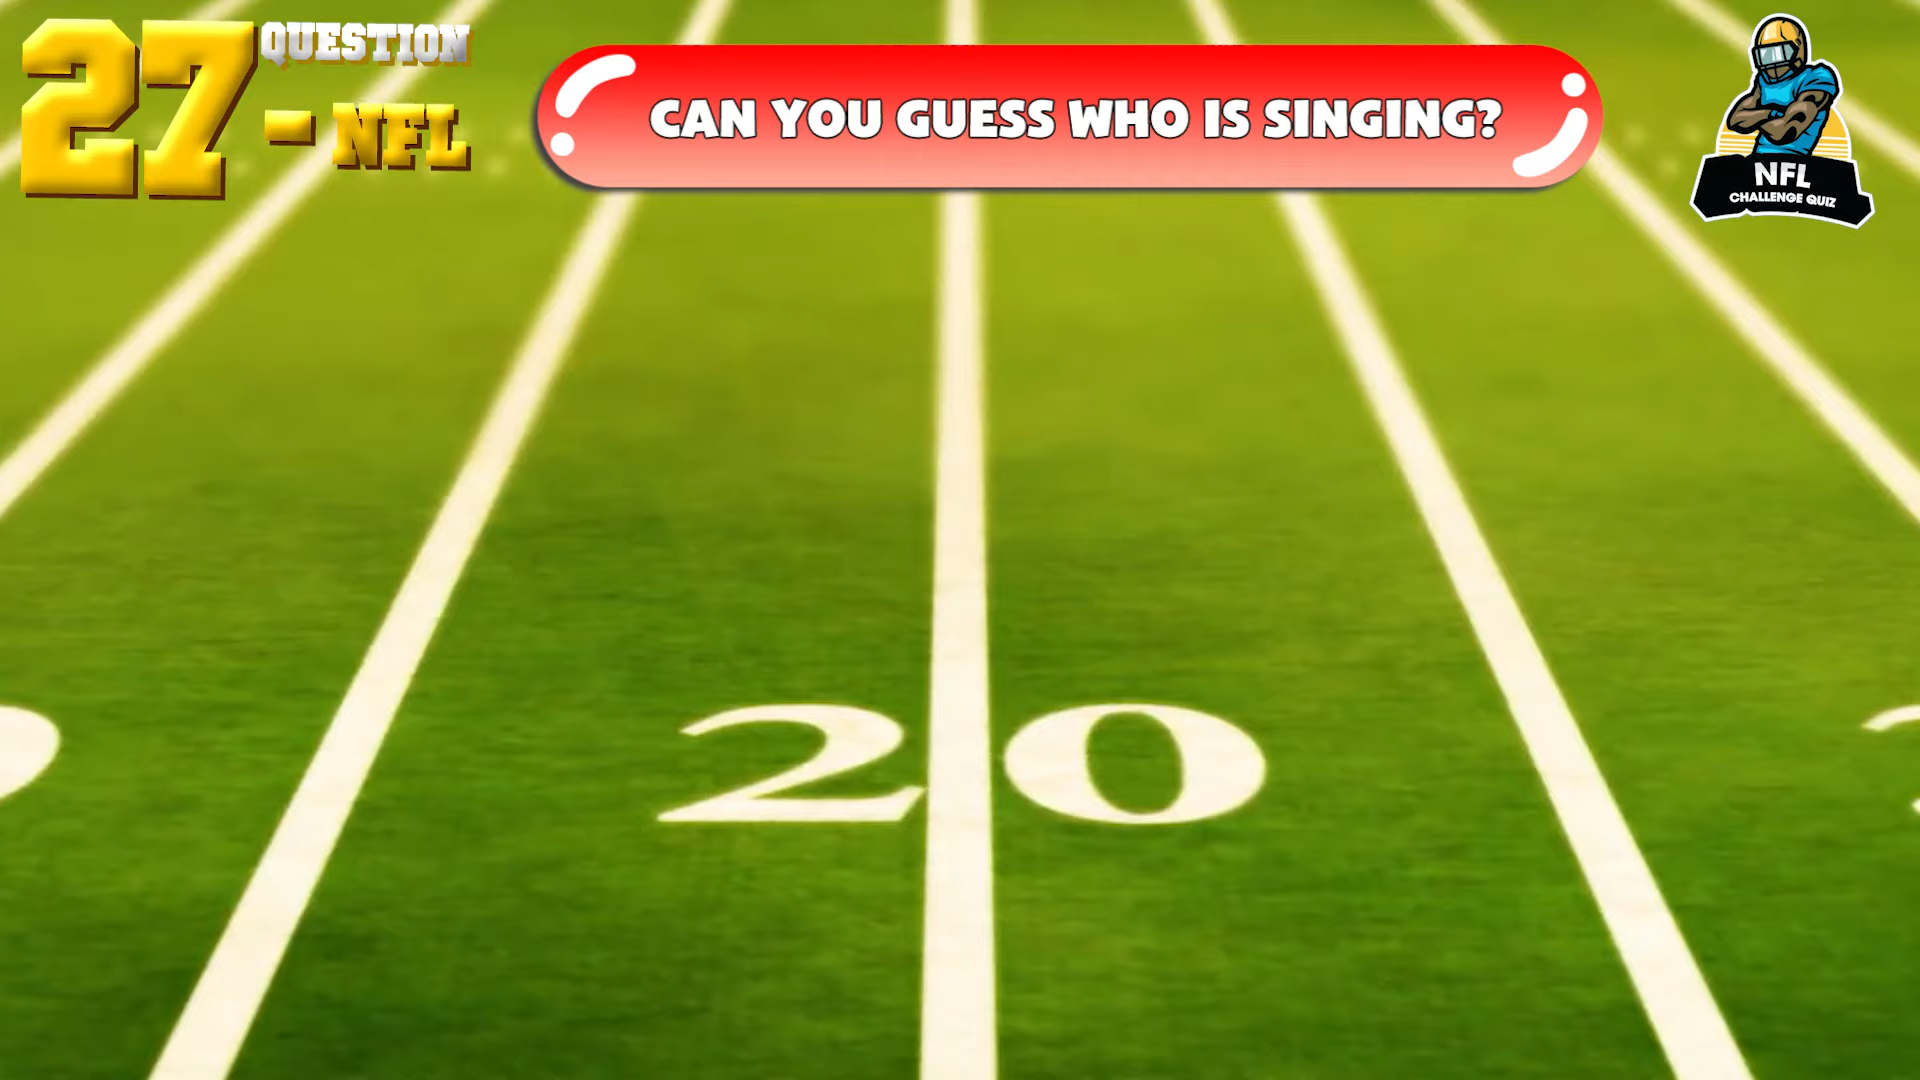 27 QUESTION
- NFL
CAN YOU GUESS WHO IS SINGING?
NFL
CHALLENGE QUIZ
20